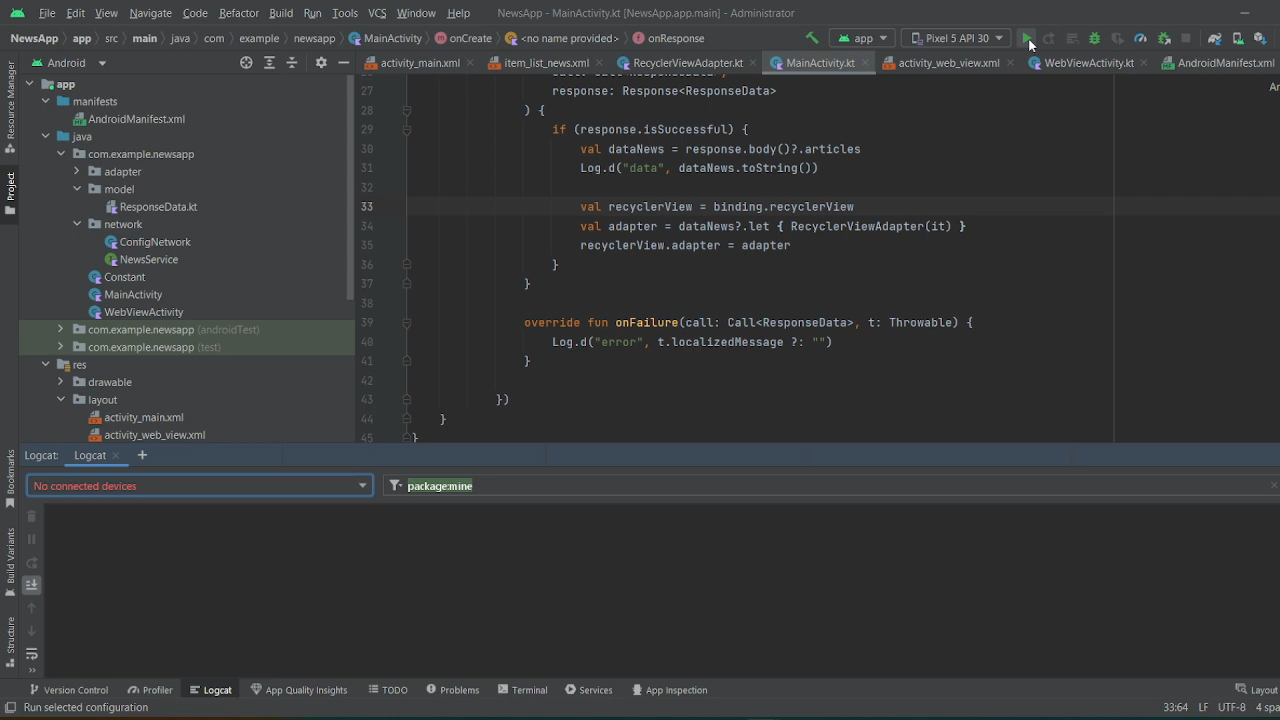 File Edit View Navigate Code Refactor Build Run Tools VCS Window Help NewsApp - MainActivity.kt [NewsApp.app.main] - Administrator
NewsApp app src main java com example newsapp MainActivity onCreate <no name provided> onResponse app Pixel 5 API 30
Android activity_main.xml item_list_news.xml RecyclerViewAdapter.kt MainActivity.kt activity_web_view.xml WebViewActivity.kt AndroidManifest.xml
Resource Manager
Project
Bookmarks
Build Variants
Structure
app
manifests
AndroidManifest.xml
java
com.example.newsapp
adapter
model
ResponseData.kt
network
ConfigNetwork
NewsService
Constant
MainActivity
WebViewActivity
com.example.newsapp (androidTest)
com.example.newsapp (test)
res
drawable
layout
activity_main.xml
activity_web_view.xml
27 response: Response<ResponseData>
28 ) {
29 if (response.isSuccessful) {
30 val dataNews = response.body()?.articles
31 Log.d("data", dataNews.toString())
32
33 val recyclerView = binding.recyclerView
34 val adapter = dataNews?.let { RecyclerViewAdapter(it) }
35 recyclerView.adapter = adapter
36 }
37 }
38
39 override fun onFailure(call: Call<ResponseData>, t: Throwable) {
40 Log.d("error", t.localizedMessage ?: "")
41 }
42
43 })
44 }
45 }
Logcat: Logcat
No connected devices package:mine
Version Control Profiler Logcat App Quality Insights TODO Problems Terminal Services App Inspection Layout
Run selected configuration 33:64 LF UTF-8 4 spa